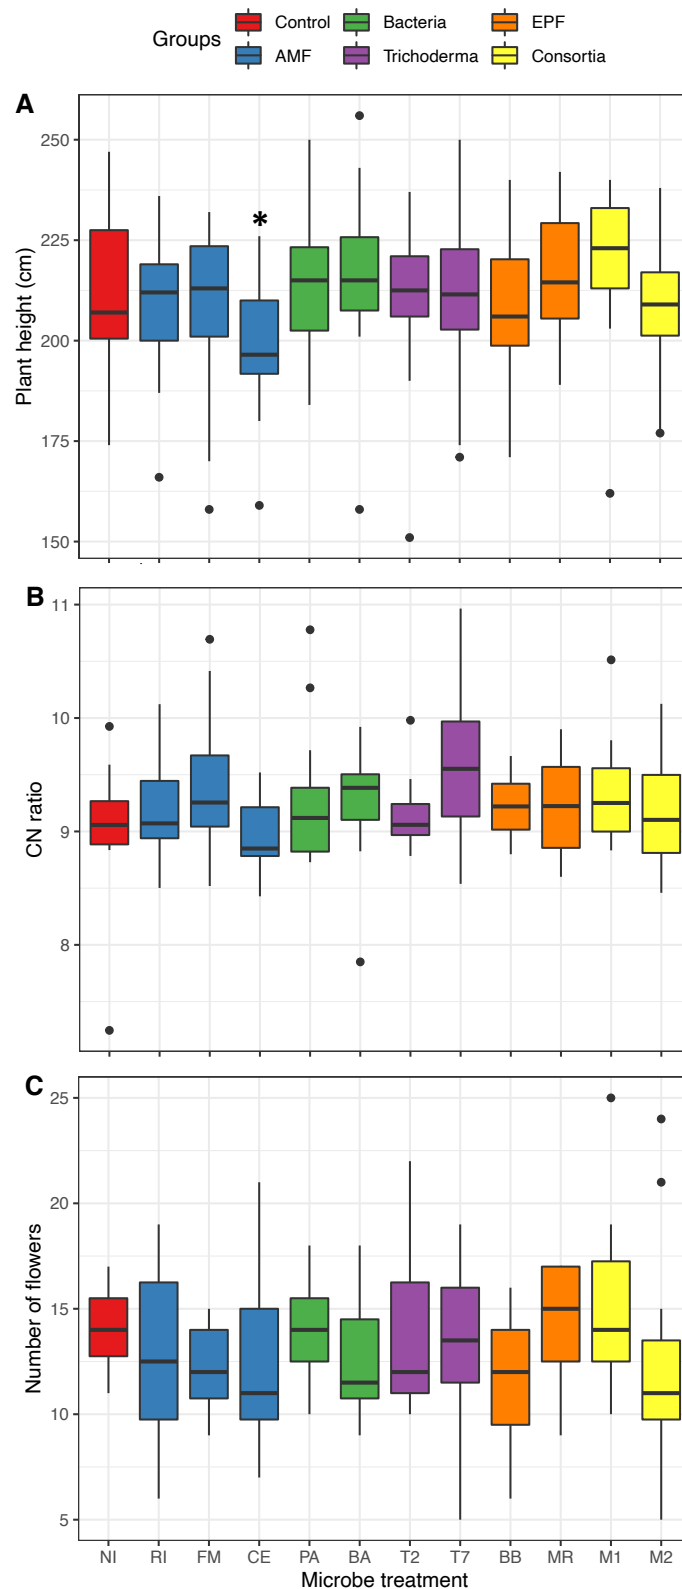 Groups
Control Bacteria EPF
AMF Trichoderma Consortia
A
Plant height (cm)
250
225
*
200
175
150
B
CN ratio
11
10
9
8
C
Number of flowers
25
20
15
10
5
NI RI FM CE PA BA T2 T7 BB MR M1 M2
Microbe treatment